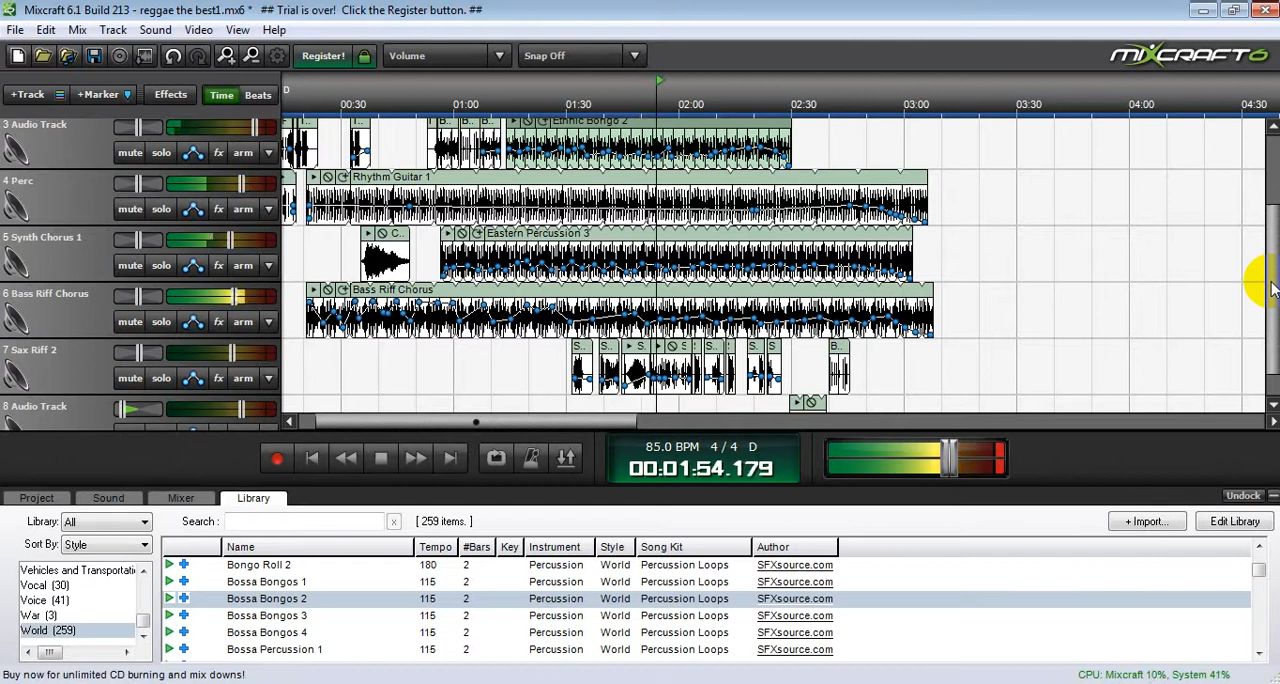 Mixcraft 6.1 Build 213 - reggae the best1.mx6 * ## Trial is over! Click the Register button. ##
File Edit Mix Track Sound Video View Help
Register! Volume Snap Off MIXCRAFT 6
+Track +Marker Effects Time Beats
D
00:30 01:00 01:30 02:00 02:30 03:00 03:30 04:00 04:30
3 Audio Track B.. B.. B.. Ethnic Bongo 2
mute solo fx arm
4 Perc Rhythm Guitar 1
mute solo fx arm
5 Synth Chorus 1 C.. Eastern Percussion 3
mute solo fx arm
6 Bass Riff Chorus Bass Riff Chorus
mute solo fx arm
7 Sax Riff 2 S.. S.. S. S S.. S. S B..
mute solo fx arm
8 Audio Track
85.0 BPM 4 / 4 D
00:01:54.179
Project Sound Mixer Library Undock
Library: All Search : x [ 259 items. ] + Import... Edit Library
Sort By: Style
Name Tempo #Bars Key Instrument Style Song Kit Author
Vehicles and Transportatio
Vocal (30)
Voice (41)
War (3)
World (259)
Bongo Roll 2 180 2 Percussion World Percussion Loops SFXsource.com
Bossa Bongos 1 115 2 Percussion World Percussion Loops SFXsource.com
Bossa Bongos 2 115 2 Percussion World Percussion Loops SFXsource.com
Bossa Bongos 3 115 2 Percussion World Percussion Loops SFXsource.com
Bossa Bongos 4 115 2 Percussion World Percussion Loops SFXsource.com
Bossa Percussion 1 115 2 Percussion World Percussion Loops SFXsource.com
Buy now for unlimited CD burning and mix downs! CPU: Mixcraft 10%, System 41%